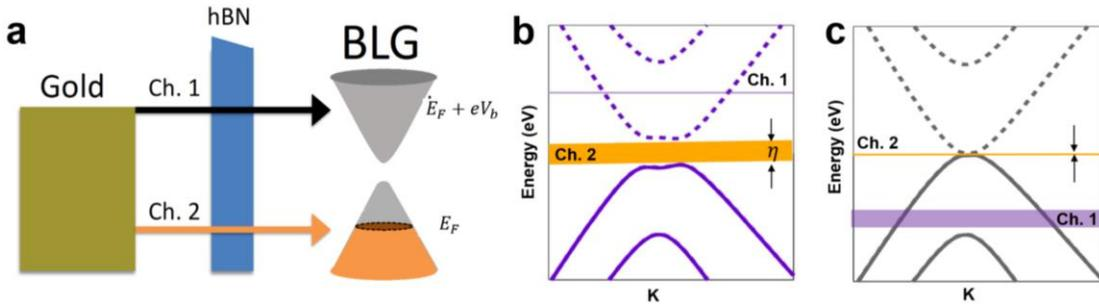 a
hBN
BLG
Gold
Ch. 1
E_F + eV_b
Ch. 2
E_F
b
Energy (eV)
Ch. 1
Ch. 2
η
K
c
Energy (eV)
Ch. 2
Ch. 1
K